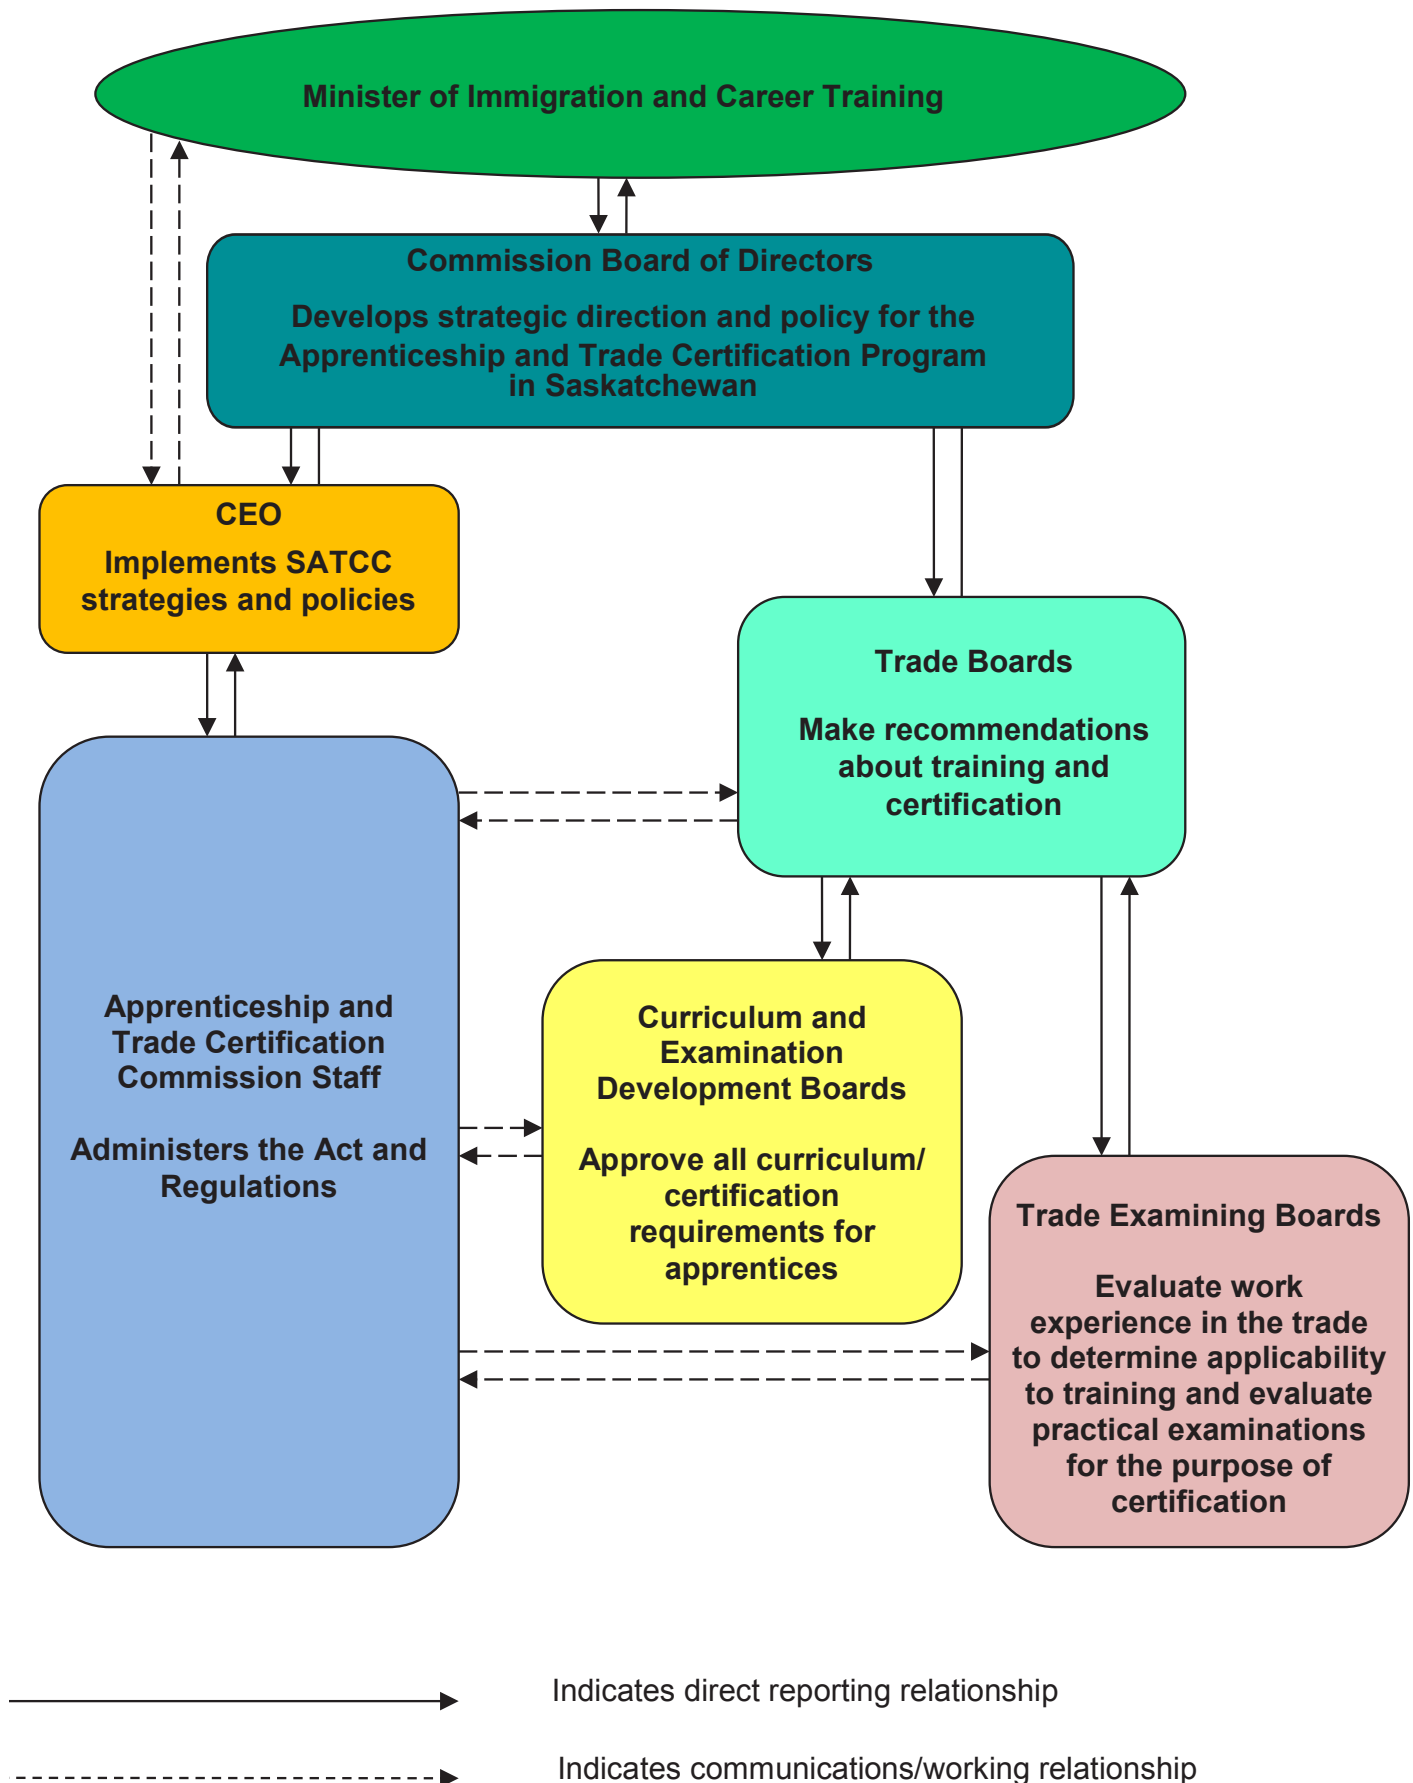 Minister of Immigration and Career Training
Commission Board of Directors
Develops strategic direction and policy for the
Apprenticeship and Trade Certification Program
in Saskatchewan
CEO
Implements SATCC
strategies and policies
Trade Boards
Make recommendations
about training and
certification
Apprenticeship and
Trade Certification
Commission Staff
Administers the Act and
Regulations
Curriculum and
Examination
Development Boards
Approve all curriculum/
certification
requirements for
apprentices
Trade Examining Boards
Evaluate work
experience in the trade
to determine applicability
to training and evaluate
practical examinations
for the purpose of
certification
Indicates direct reporting relationship
Indicates communications/working relationship